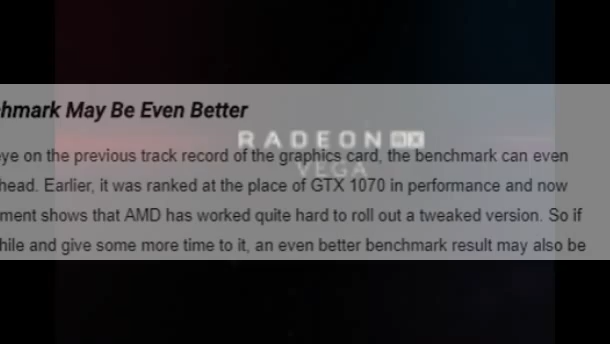 hmark May Be Even Better
RADEON RX
VEGA
eye on the previous track record of the graphics card, the benchmark can even
head. Earlier, it was ranked at the place of GTX 1070 in performance and now
ment shows that AMD has worked quite hard to roll out a tweaked version. So if
hile and give some more time to it, an even better benchmark result may also be